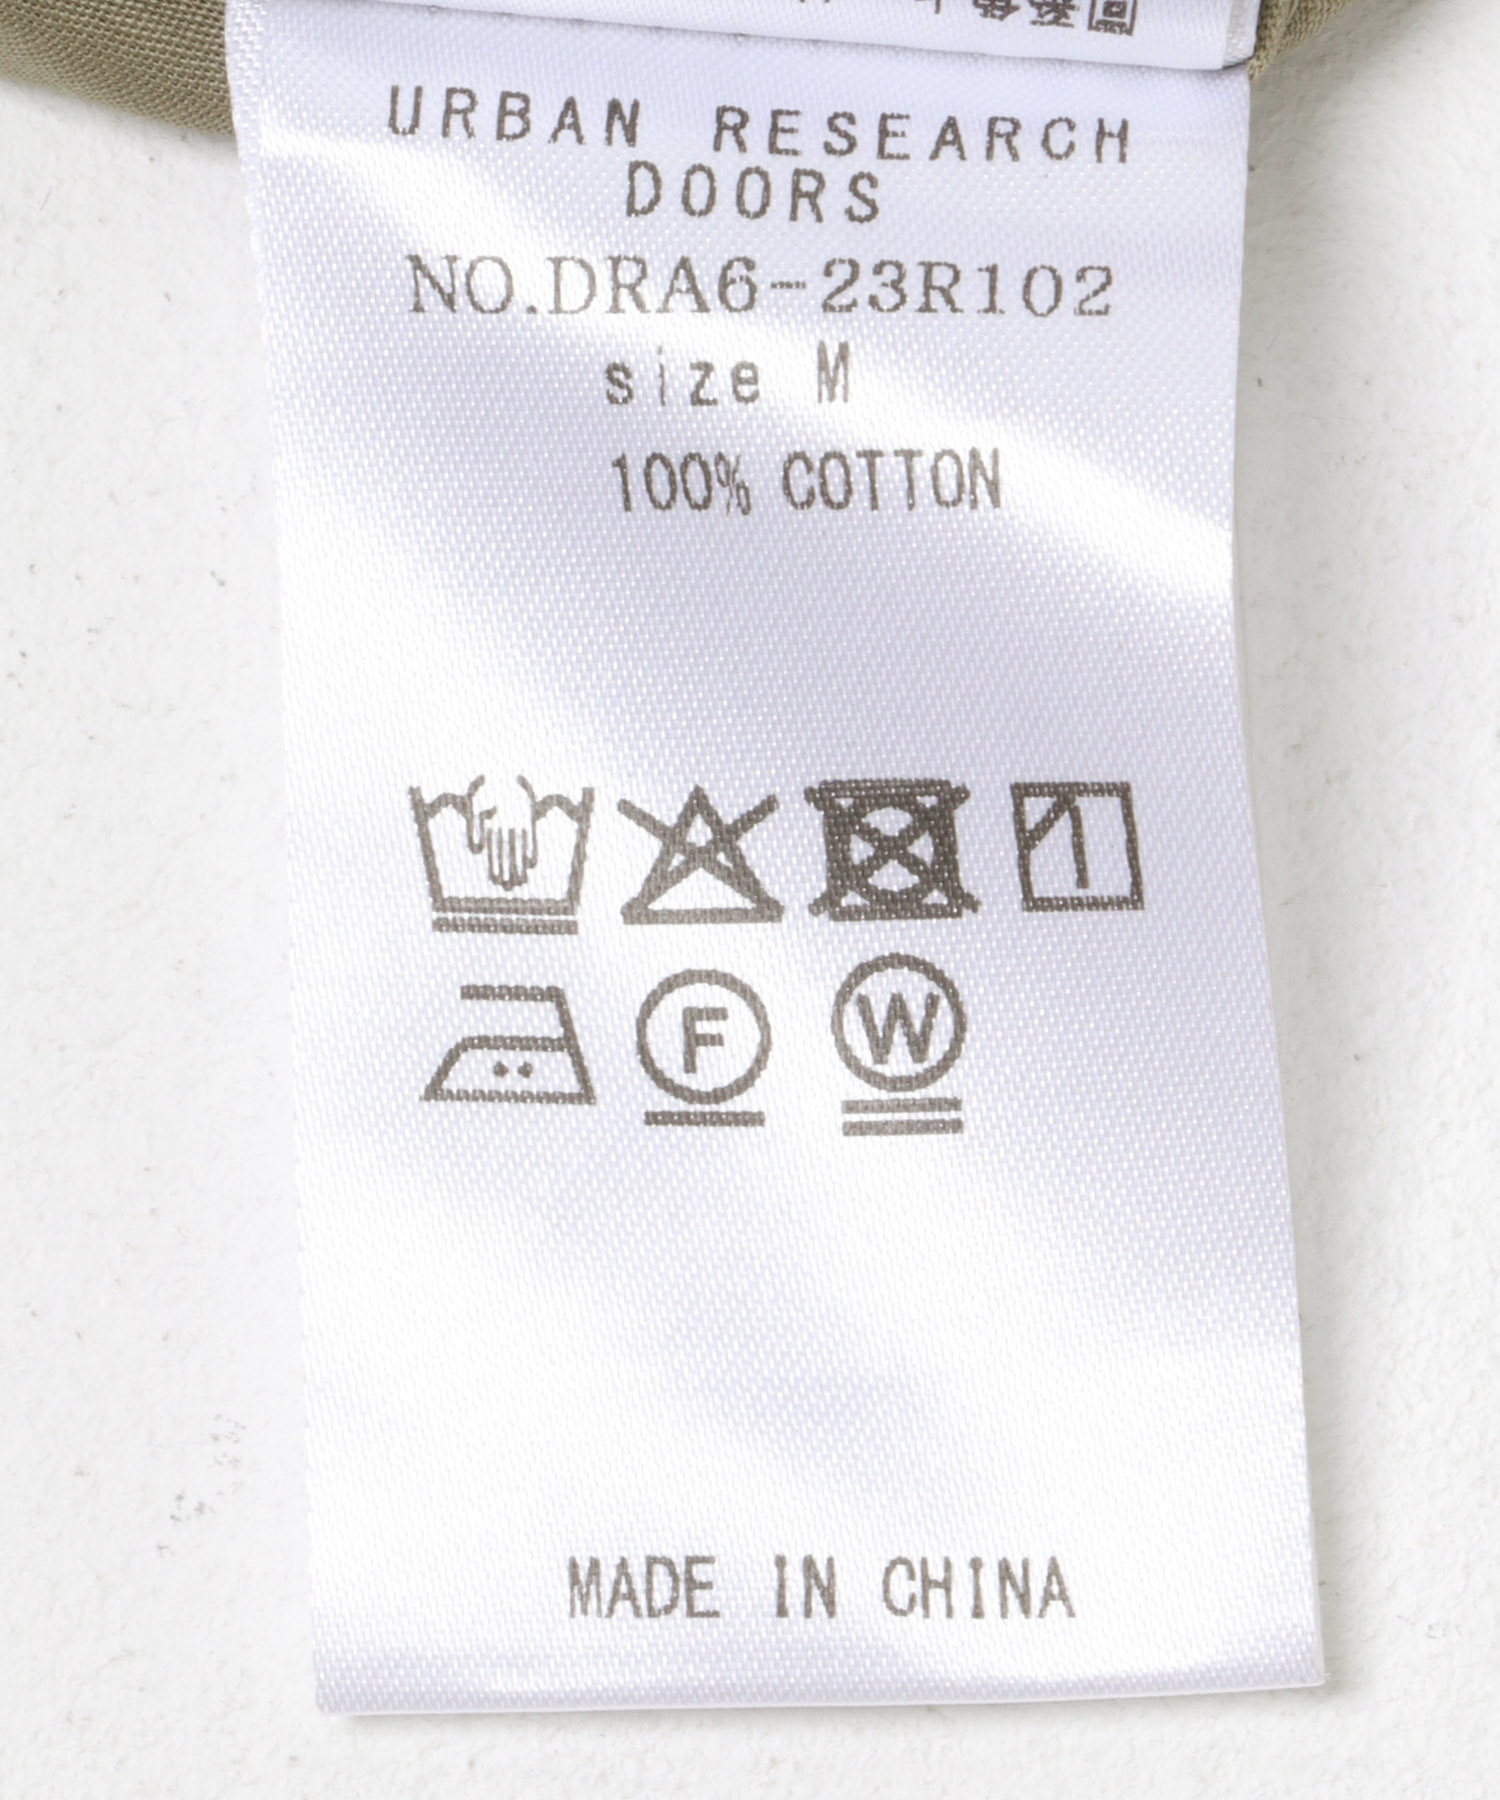 URBAN RESEARCH
DOORS
NO.DRA6-23R102
size M
100% COTTON
F
W
MADE IN CHINA